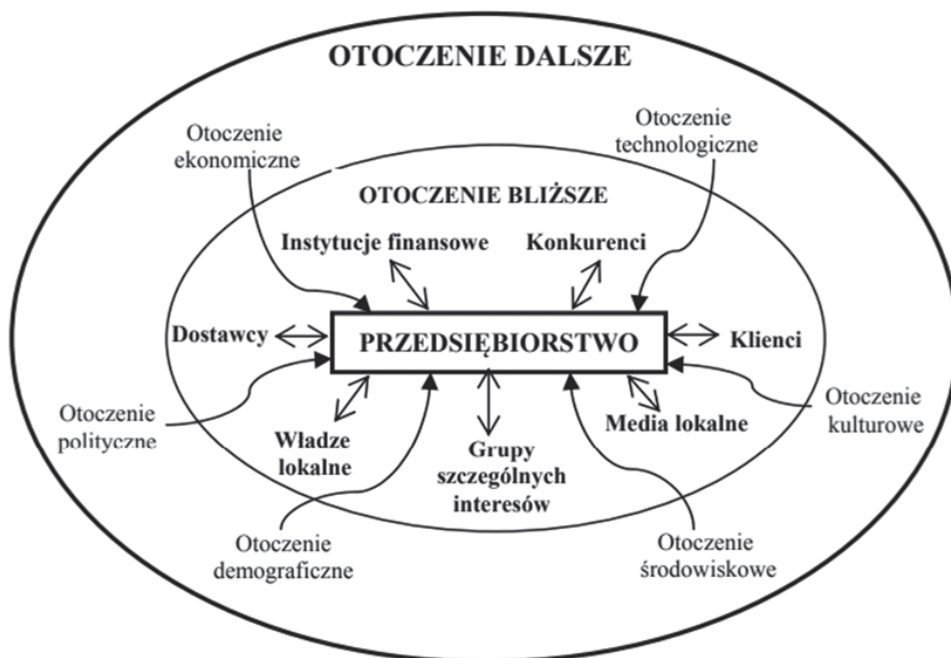 OTOCZENIE DALSZE
Otoczenie
ekonomiczne
Otoczenie
technologiczne
OTOCZENIE BLIŻSZE
Instytucje finansowe
Konkurenci
Dostawcy
PRZEDSIĘBIORSTWO
Klienci
Otoczenie
polityczne
Władze
lokalne
Grupy
szczególnych
interesów
Media lokalne
Otoczenie
kulturowe
Otoczenie
demograficzne
Otoczenie
środowiskowe